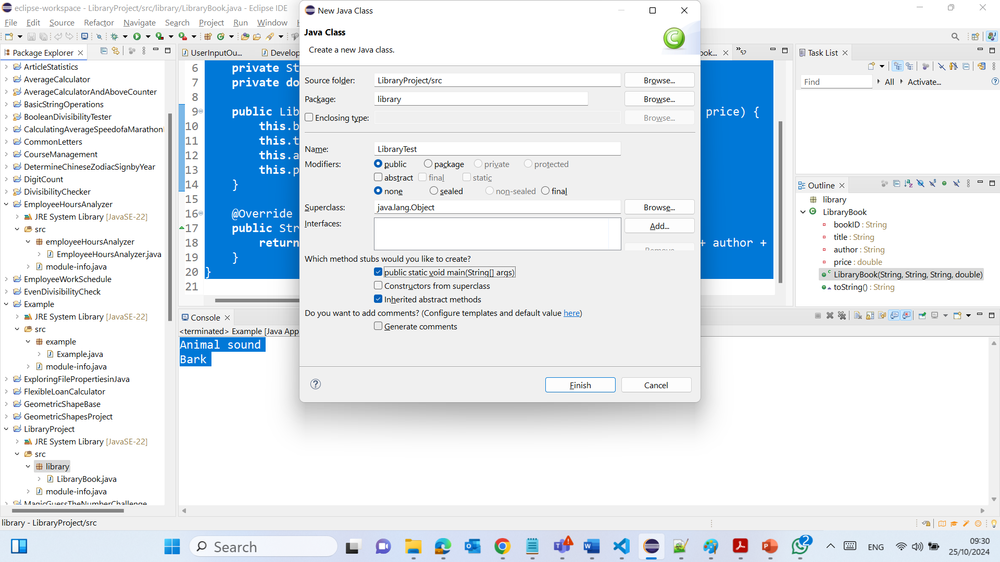 eclipse-workspace - LibraryProject/src/library/LibraryBook.java - Eclipse IDE
File Edit Source Refactor Navigate Search Project Run Window
Package Explorer
ArticleStatistics
AverageCalculator
AverageCalculatorAndAboveCounter
BasicStringOperations
BooleanDivisibilityTester
CalculatingAverageSpeedofaMarathon
CommonLetters
CourseManagement
DetermineChineseZodiacSignbyYear
DigitCount
DivisibilityChecker
EmployeeHoursAnalyzer
JRE System Library [JavaSE-22]
src
employeeHoursAnalyzer
EmployeeHoursAnalyzer.java
module-info.java
EmployeeWorkSchedule
EvenDivisibilityCheck
Example
JRE System Library [JavaSE-22]
src
example
Example.java
module-info.java
ExploringFilePropertiesinJava
FlexibleLoanCalculator
GeometricShapeBase
GeometricShapesProject
LibraryProject
JRE System Library [JavaSE-22]
src
library
LibraryBook.java
module-info.java
MagicGuessTheNumberChallenge
library - LibraryProject/src
UserInputOu... Develop ook... »52
6 private St
7 private do
8
9 public Lib price) {
10 this.b
11 this.t
12 this.a
13 this.p
14 }
15
16 @Override
17 public Str
18 return + author +
19 }
20 }
21
Console
<terminated> Example [Java App
Animal sound
Bark
New Java Class
Java Class
Create a new Java class.
Source folder: LibraryProject/src Browse...
Package: library Browse...
Enclosing type: Browse...
Name: LibraryTest
Modifiers: public package private protected
abstract final static
none sealed non-sealed final
Superclass: java.lang.Object Browse...
Interfaces: Add...
Remove
Which method stubs would you like to create?
public static void main(String[] args)
Constructors from superclass
Inherited abstract methods
Do you want to add comments? (Configure templates and default value here)
Generate comments
Finish Cancel
Task List
Find All Activate...
Outline
library
LibraryBook
bookID : String
title : String
author : String
price : double
LibraryBook(String, String, String, double)
toString() : String
Search
2
ENG
09:30
25/10/2024